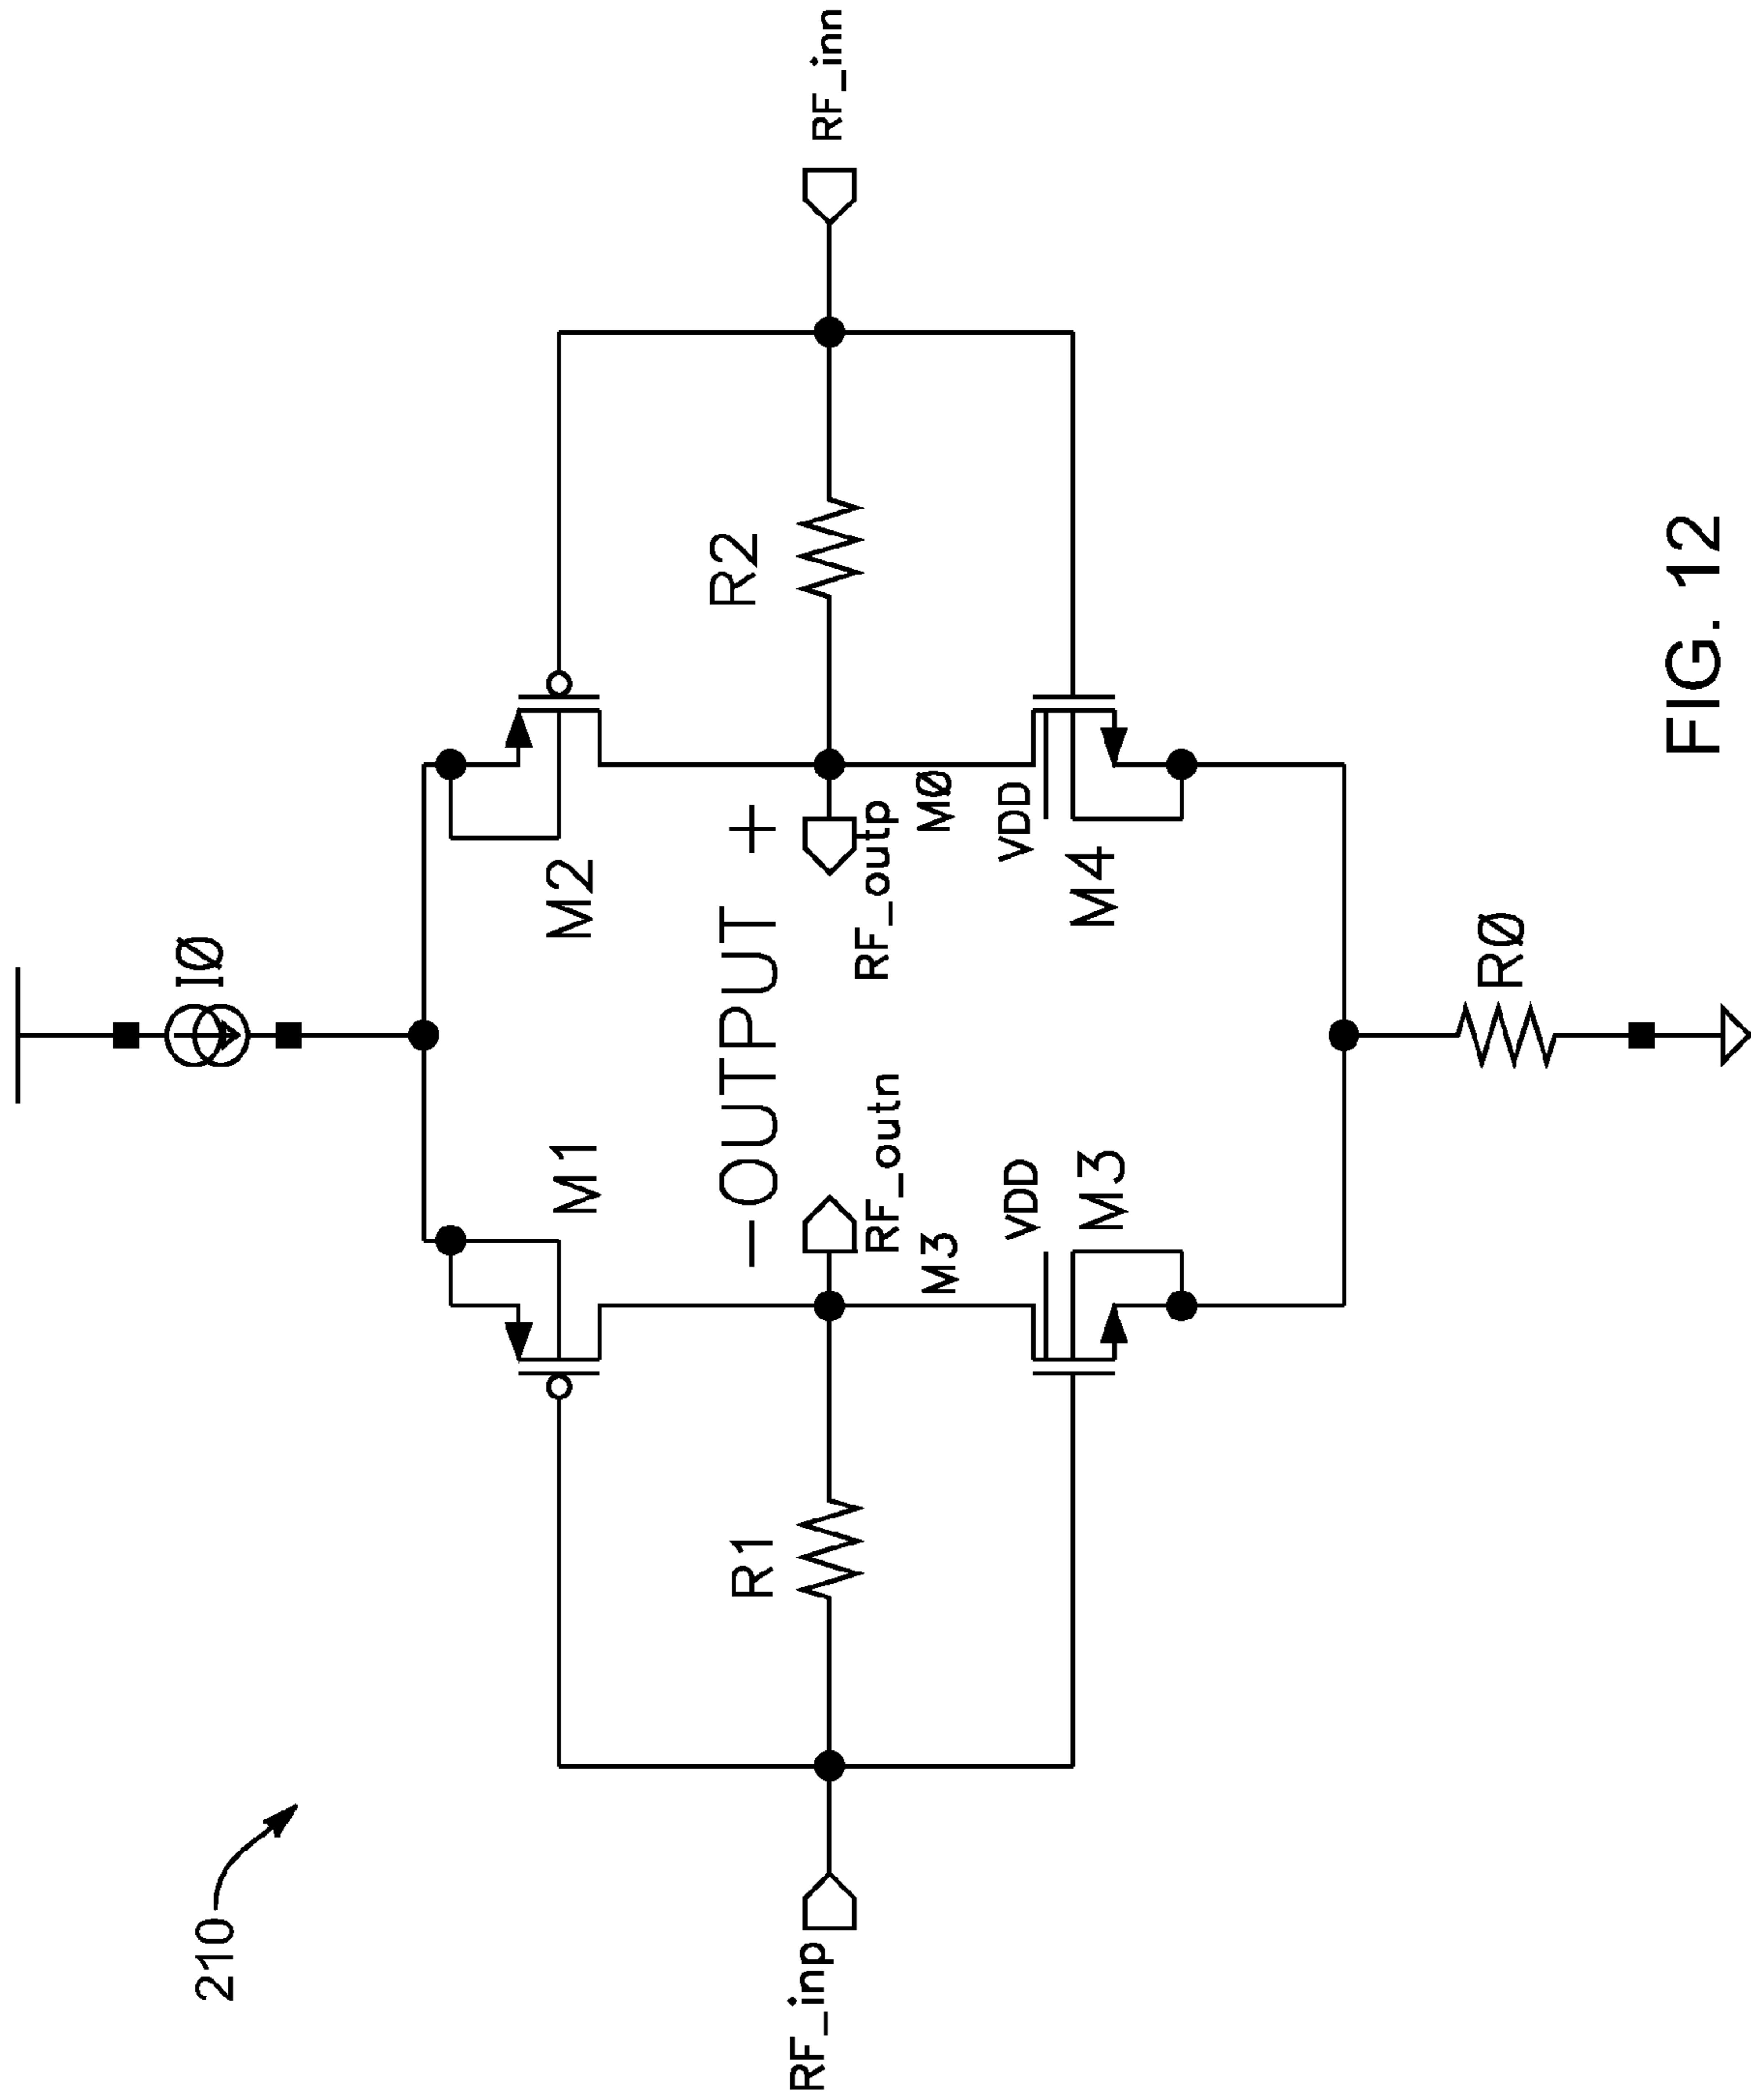 210
IØ
M1
M2
R1
R2
-OUTPUT +
RF_inp
RF_outn
RF_outp
RF_inn
M3
MØ
VDD
VDD
M3
M4
RØ
FIG. 12